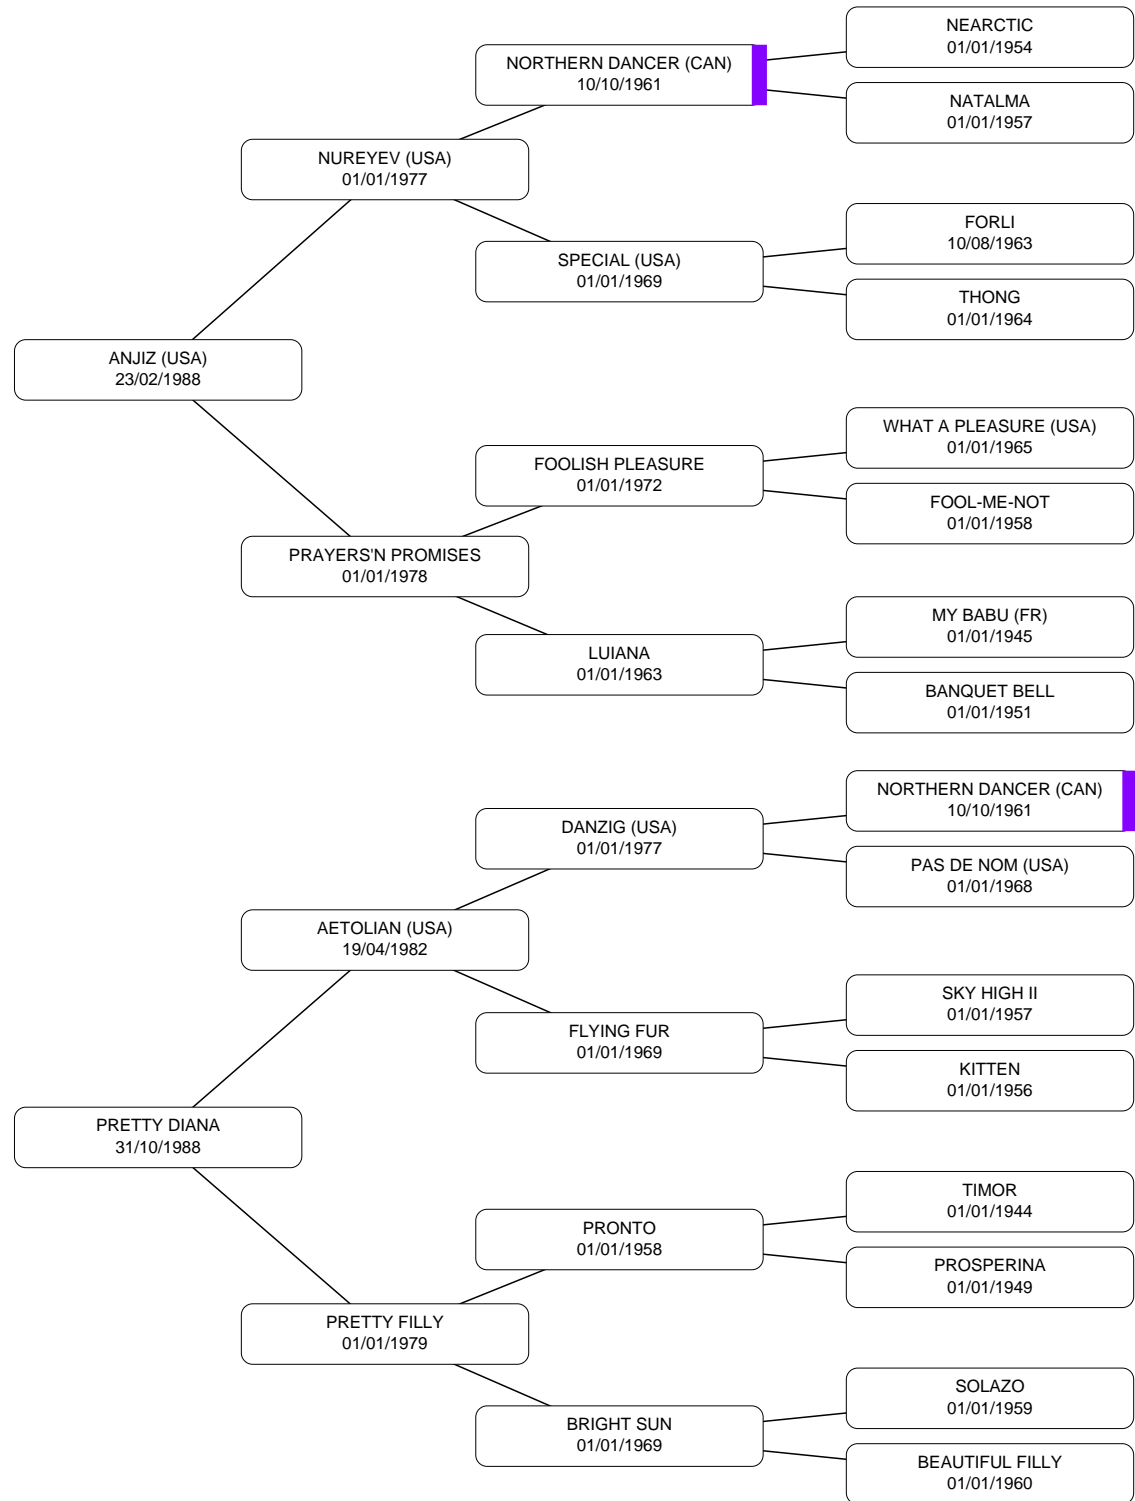 NEARCTIC
01/01/1954
NORTHERN DANCER (CAN)
10/10/1961
NATALMA
01/01/1957
NUREYEV (USA)
01/01/1977
FORLI
10/08/1963
SPECIAL (USA)
01/01/1969
THONG
01/01/1964
ANJIZ (USA)
23/02/1988
WHAT A PLEASURE (USA)
01/01/1965
FOOLISH PLEASURE
01/01/1972
FOOL-ME-NOT
01/01/1958
PRAYERS'N PROMISES
01/01/1978
MY BABU (FR)
01/01/1945
LUIANA
01/01/1963
BANQUET BELL
01/01/1951
NORTHERN DANCER (CAN)
10/10/1961
DANZIG (USA)
01/01/1977
PAS DE NOM (USA)
01/01/1968
AETOLIAN (USA)
19/04/1982
SKY HIGH II
01/01/1957
FLYING FUR
01/01/1969
KITTEN
01/01/1956
PRETTY DIANA
31/10/1988
TIMOR
01/01/1944
PRONTO
01/01/1958
PROSPERINA
01/01/1949
PRETTY FILLY
01/01/1979
SOLAZO
01/01/1959
BRIGHT SUN
01/01/1969
BEAUTIFUL FILLY
01/01/1960